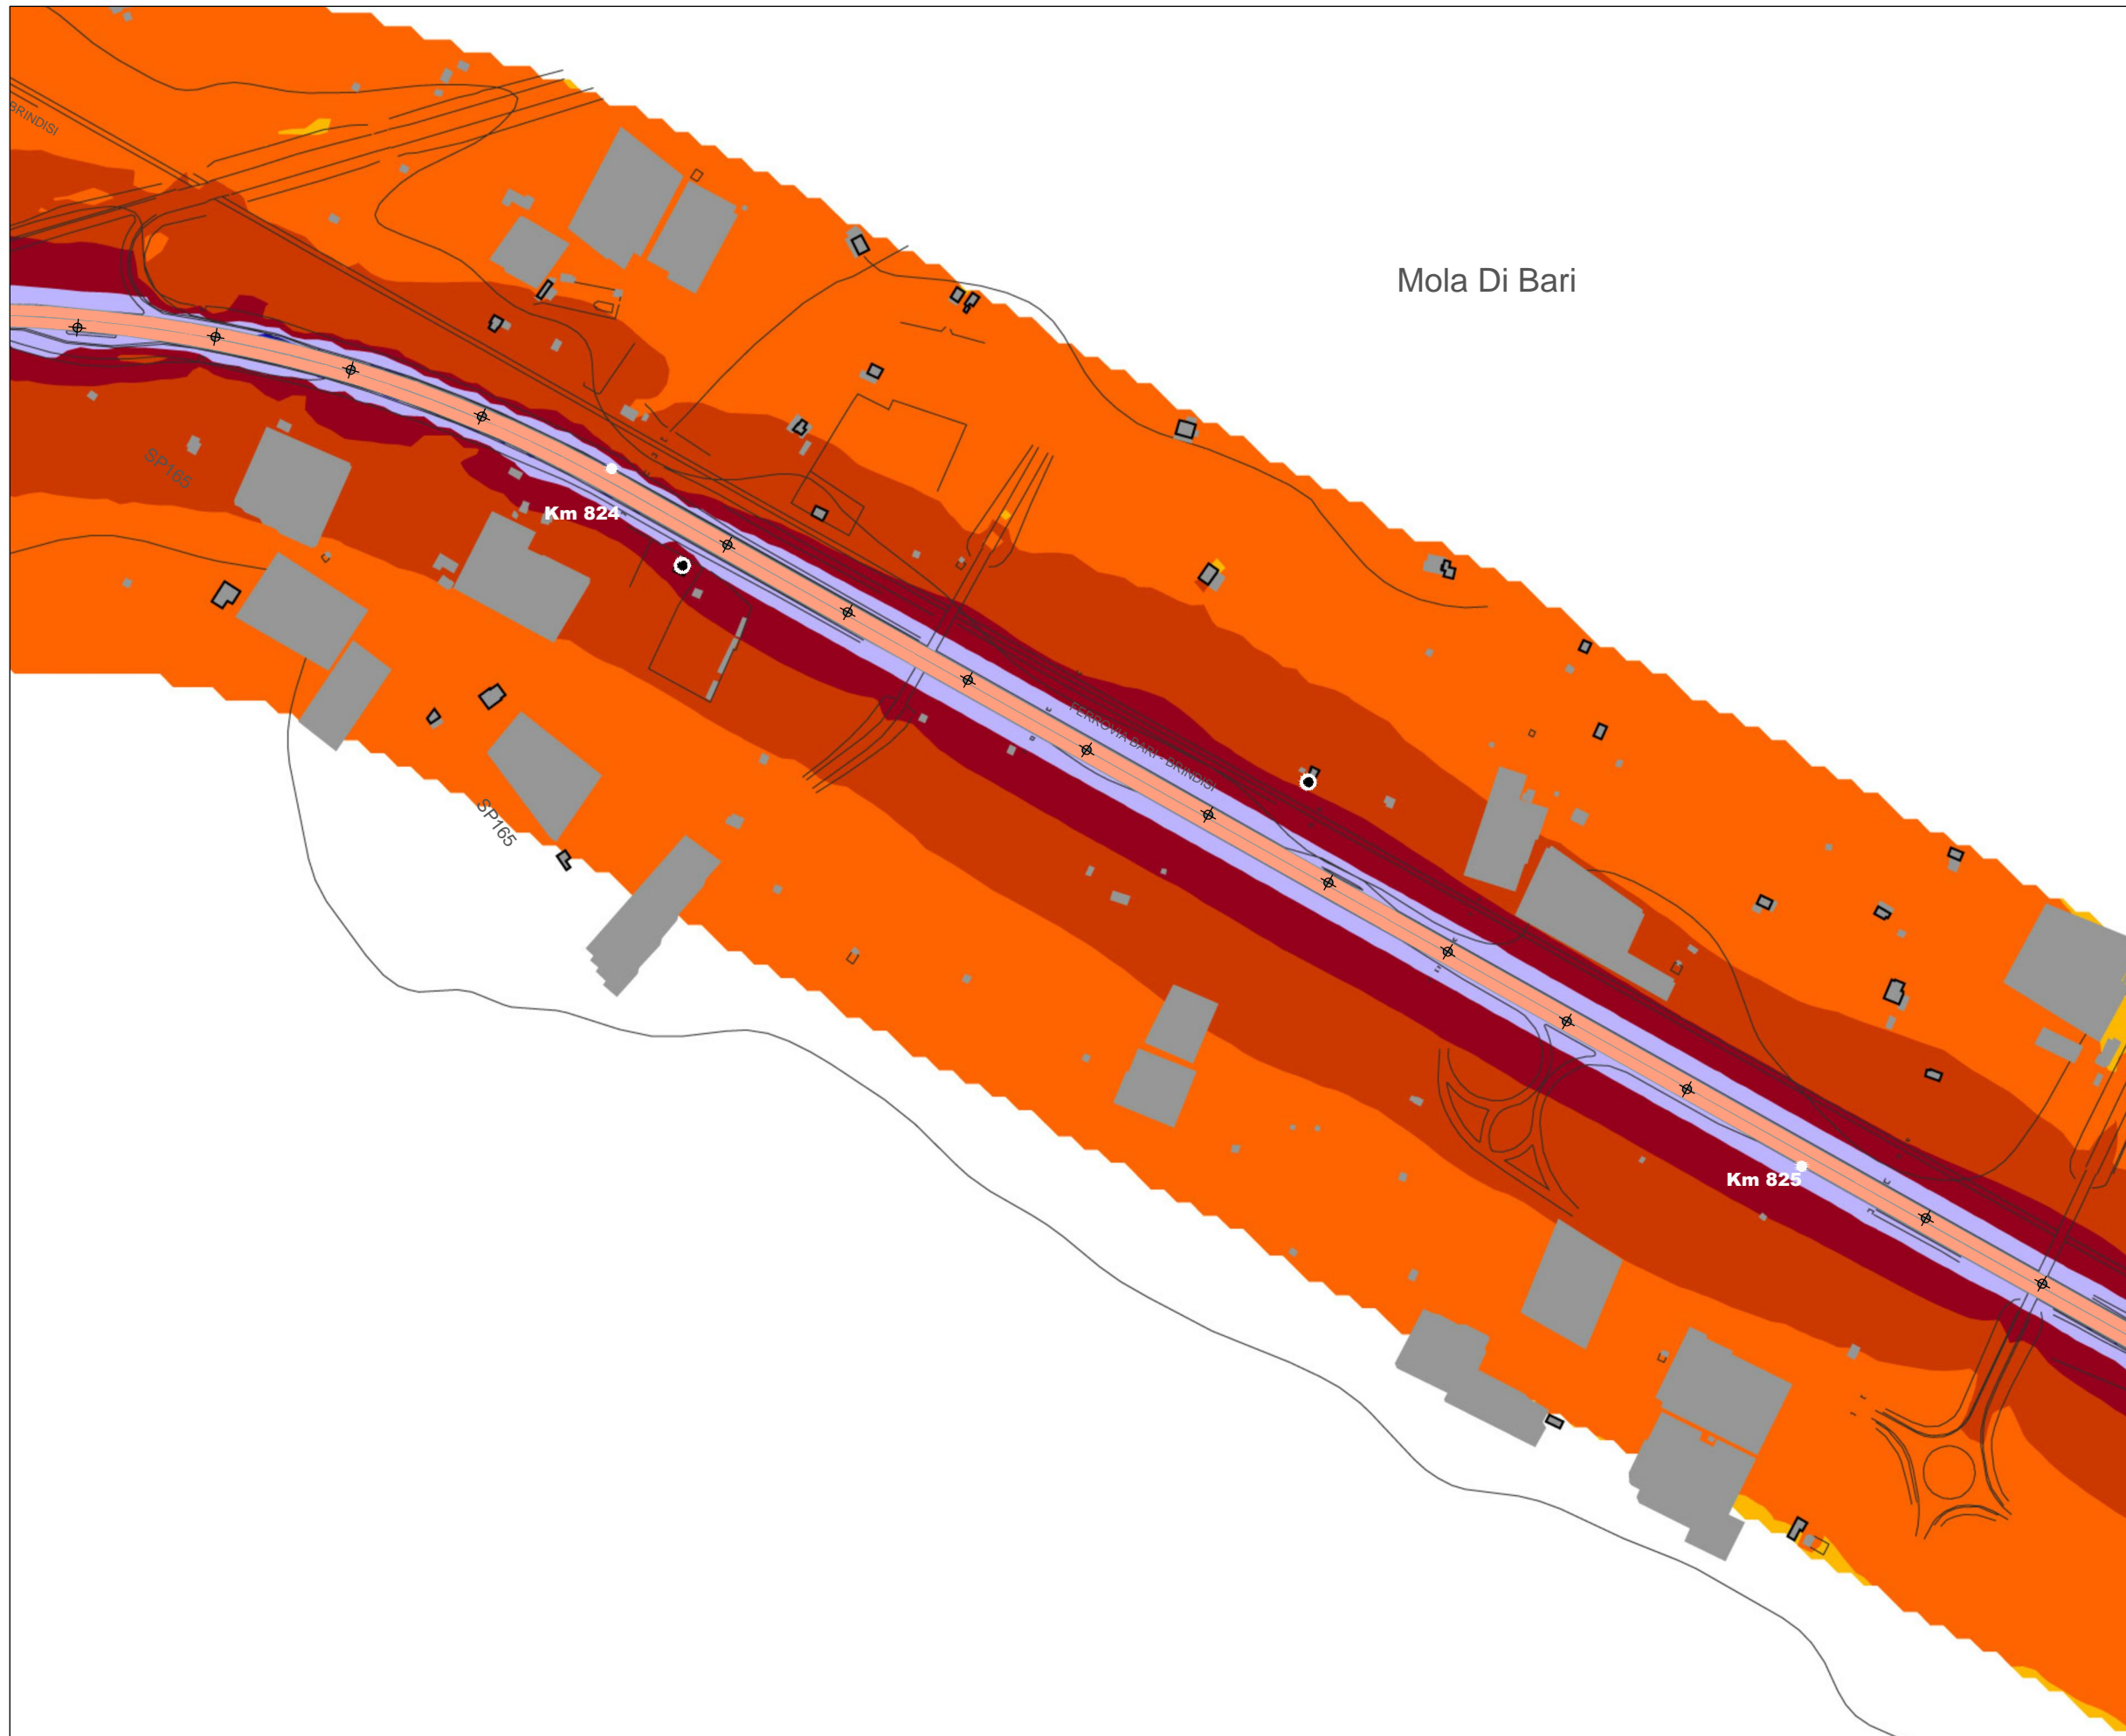 BRINDISI
Mola Di Bari
SP165
Km 824
FERROVIA BARI - BRINDISI
SP165
Km 825